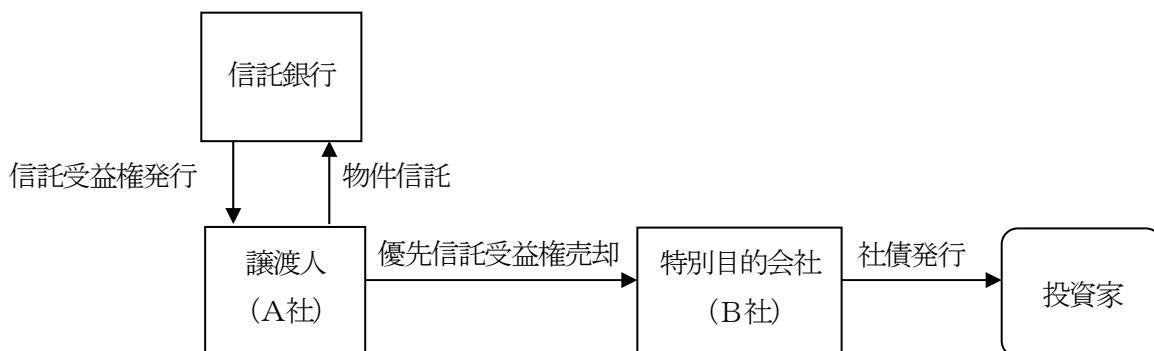 信託銀行
信託受益権発行
物件信託
譲渡人
（A社）
優先信託受益権売却
特別目的会社
（B社）
社債発行
投資家